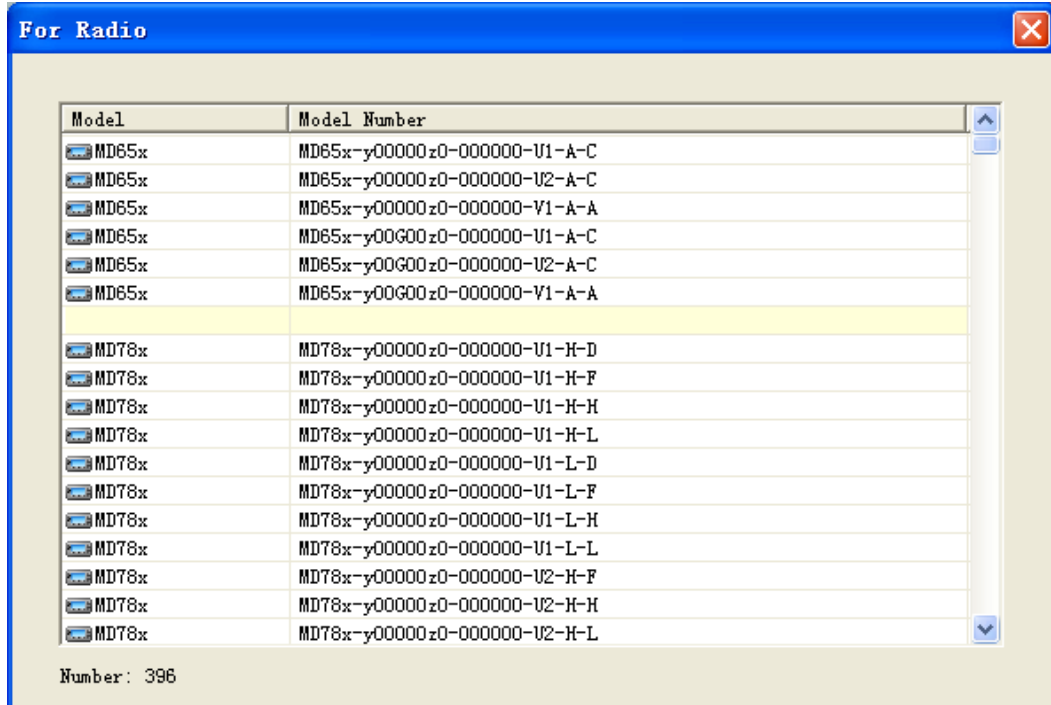 For Radio
Model Model Number
MD65x MD65x-y00000z0-000000-U1-A-C
MD65x MD65x-y00000z0-000000-U2-A-C
MD65x MD65x-y00000z0-000000-V1-A-A
MD65x MD65x-y00G00z0-000000-U1-A-C
MD65x MD65x-y00G00z0-000000-U2-A-C
MD65x MD65x-y00G00z0-000000-V1-A-A
MD78x MD78x-y00000z0-000000-U1-H-D
MD78x MD78x-y00000z0-000000-U1-H-F
MD78x MD78x-y00000z0-000000-U1-H-H
MD78x MD78x-y00000z0-000000-U1-H-L
MD78x MD78x-y00000z0-000000-U1-L-D
MD78x MD78x-y00000z0-000000-U1-L-F
MD78x MD78x-y00000z0-000000-U1-L-H
MD78x MD78x-y00000z0-000000-U1-L-L
MD78x MD78x-y00000z0-000000-U2-H-F
MD78x MD78x-y00000z0-000000-U2-H-H
MD78x MD78x-y00000z0-000000-U2-H-L
Number: 396